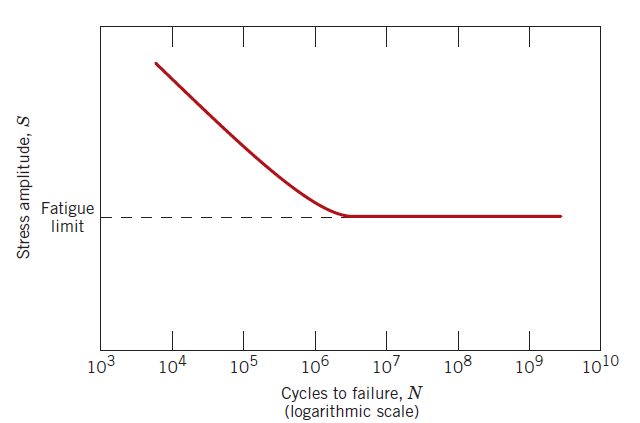 Stress amplitude, S
Fatigue
limit
10³ 10⁴ 10⁵ 10⁶ 10⁷ 10⁸ 10⁹ 10¹⁰
Cycles to failure, N
(logarithmic scale)